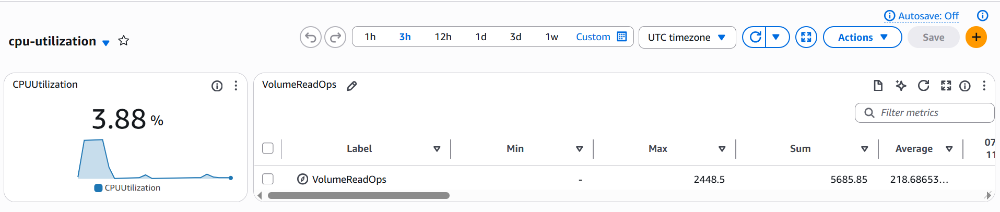 Autosave: Off
cpu-utilization
1h 3h 12h 1d 3d 1w Custom
UTC timezone
Actions
Save
CPUUtilization
3.88 %
CPUUtilization
VolumeReadOps
Filter metrics
Label Min Max Sum Average 07
11
VolumeReadOps - 2448.5 5685.85 218.68653...